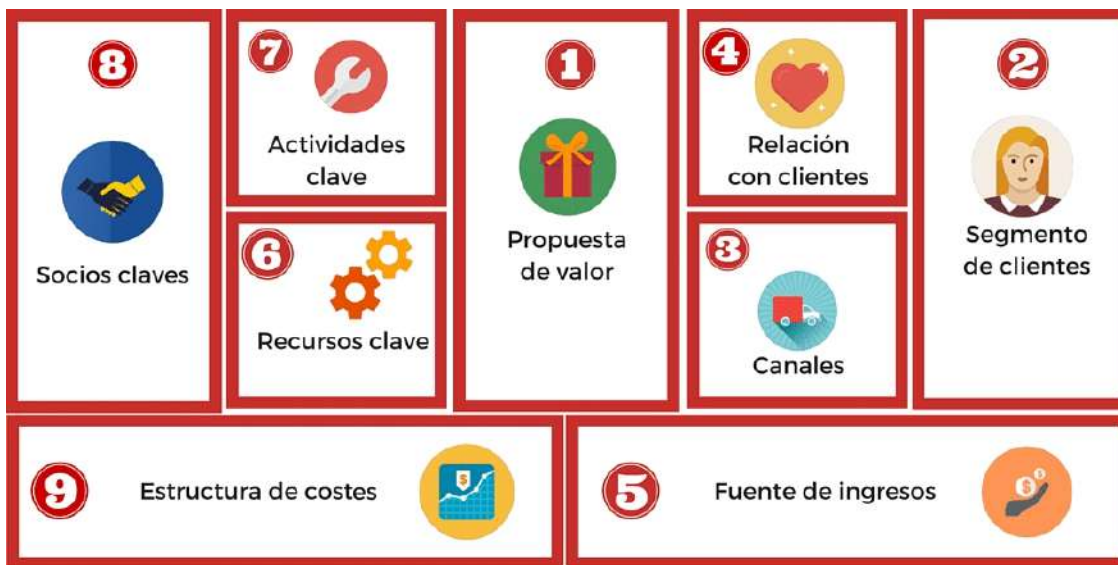 8
Socios claves
7
Actividades
clave
6
Recursos clave
1
Propuesta
de valor
4
Relación
con clientes
3
Canales
2
Segmento
de clientes
9
Estructura de costes
$
5
Fuente de ingresos
$
$